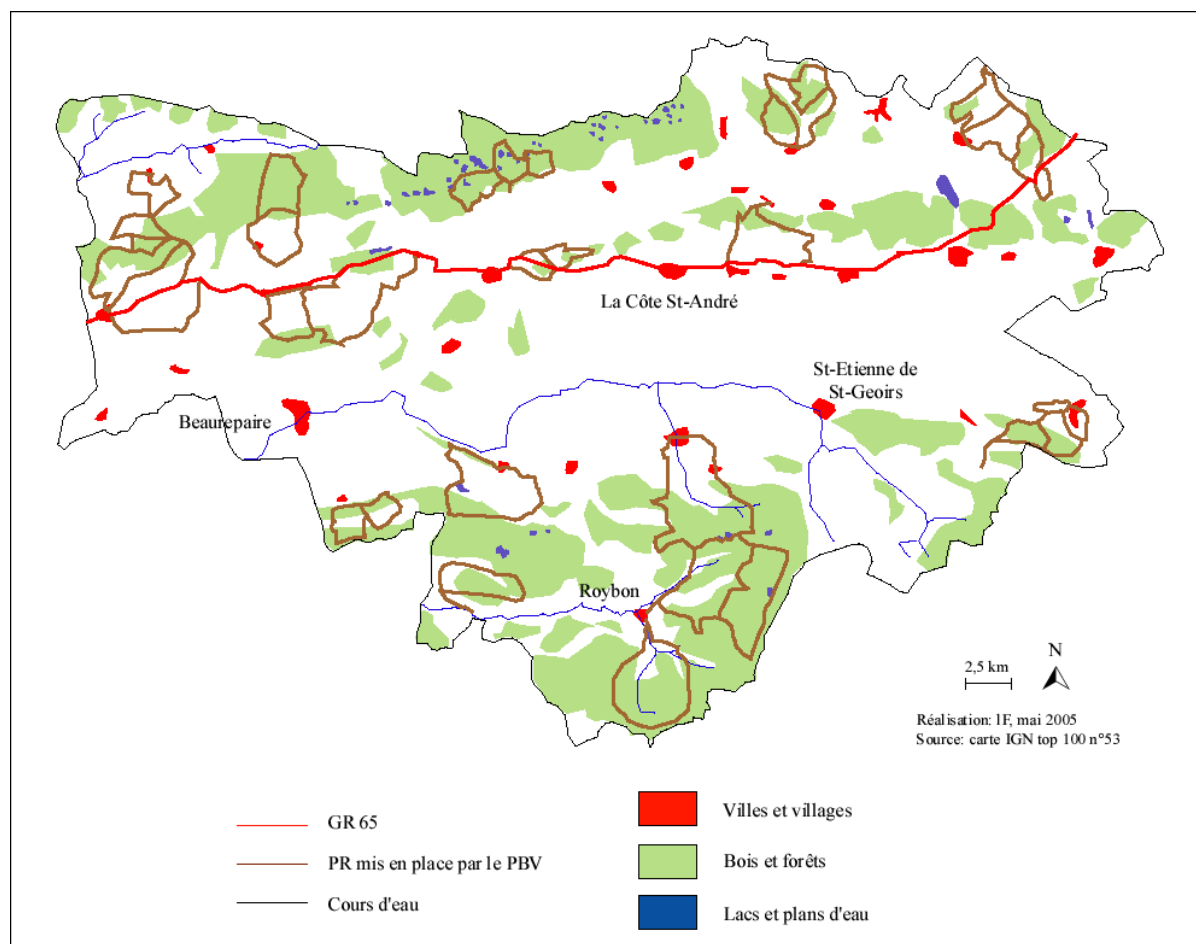 La Côte St-André
St-Etienne de
St-Geoirs
Beaurepaire
Roybon
N
2,5 km
Réalisation: IF, mai 2005
Source: carte IGN top 100 n°53
GR 65
PR mis en place par le PBV
Cours d'eau
Villes et villages
Bois et forêts
Lacs et plans d'eau